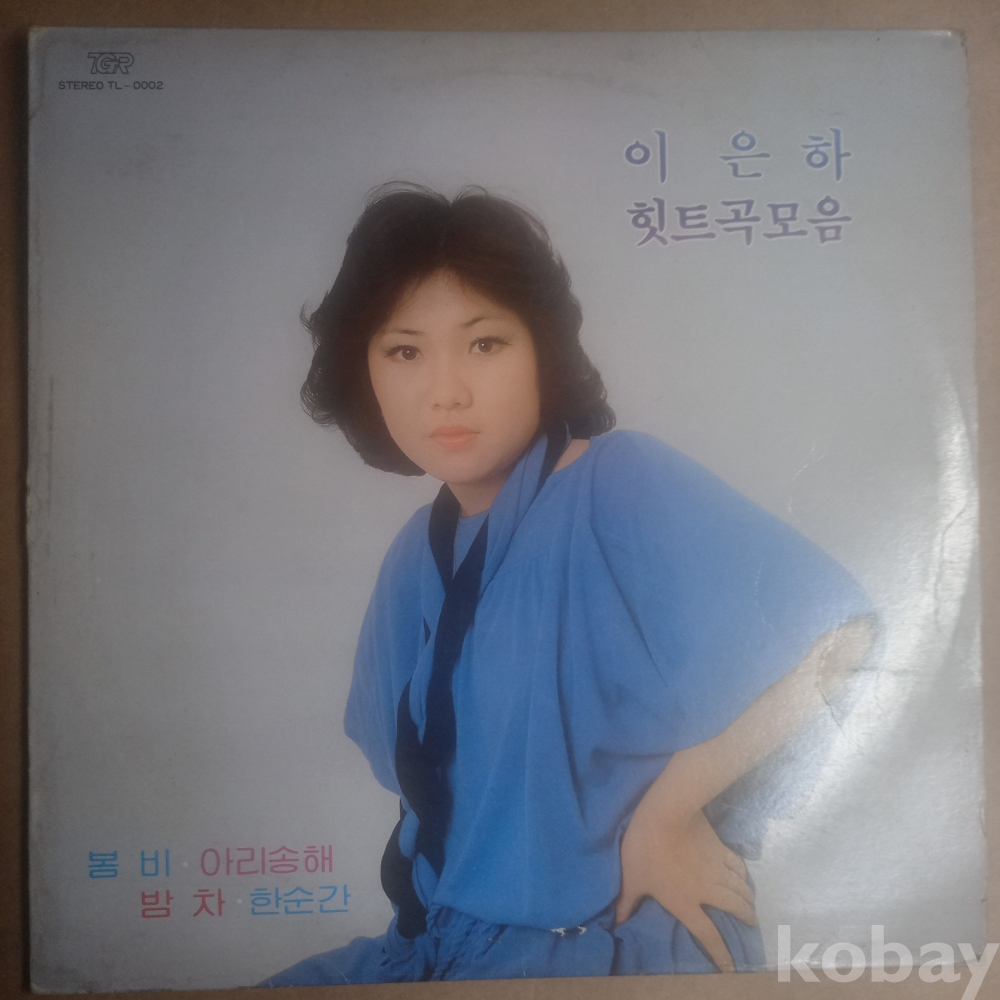 TGR
STEREO TL-0002
이 은 하
힛트곡모음
봄 비·아리송해
밤 차·한순간
kobay